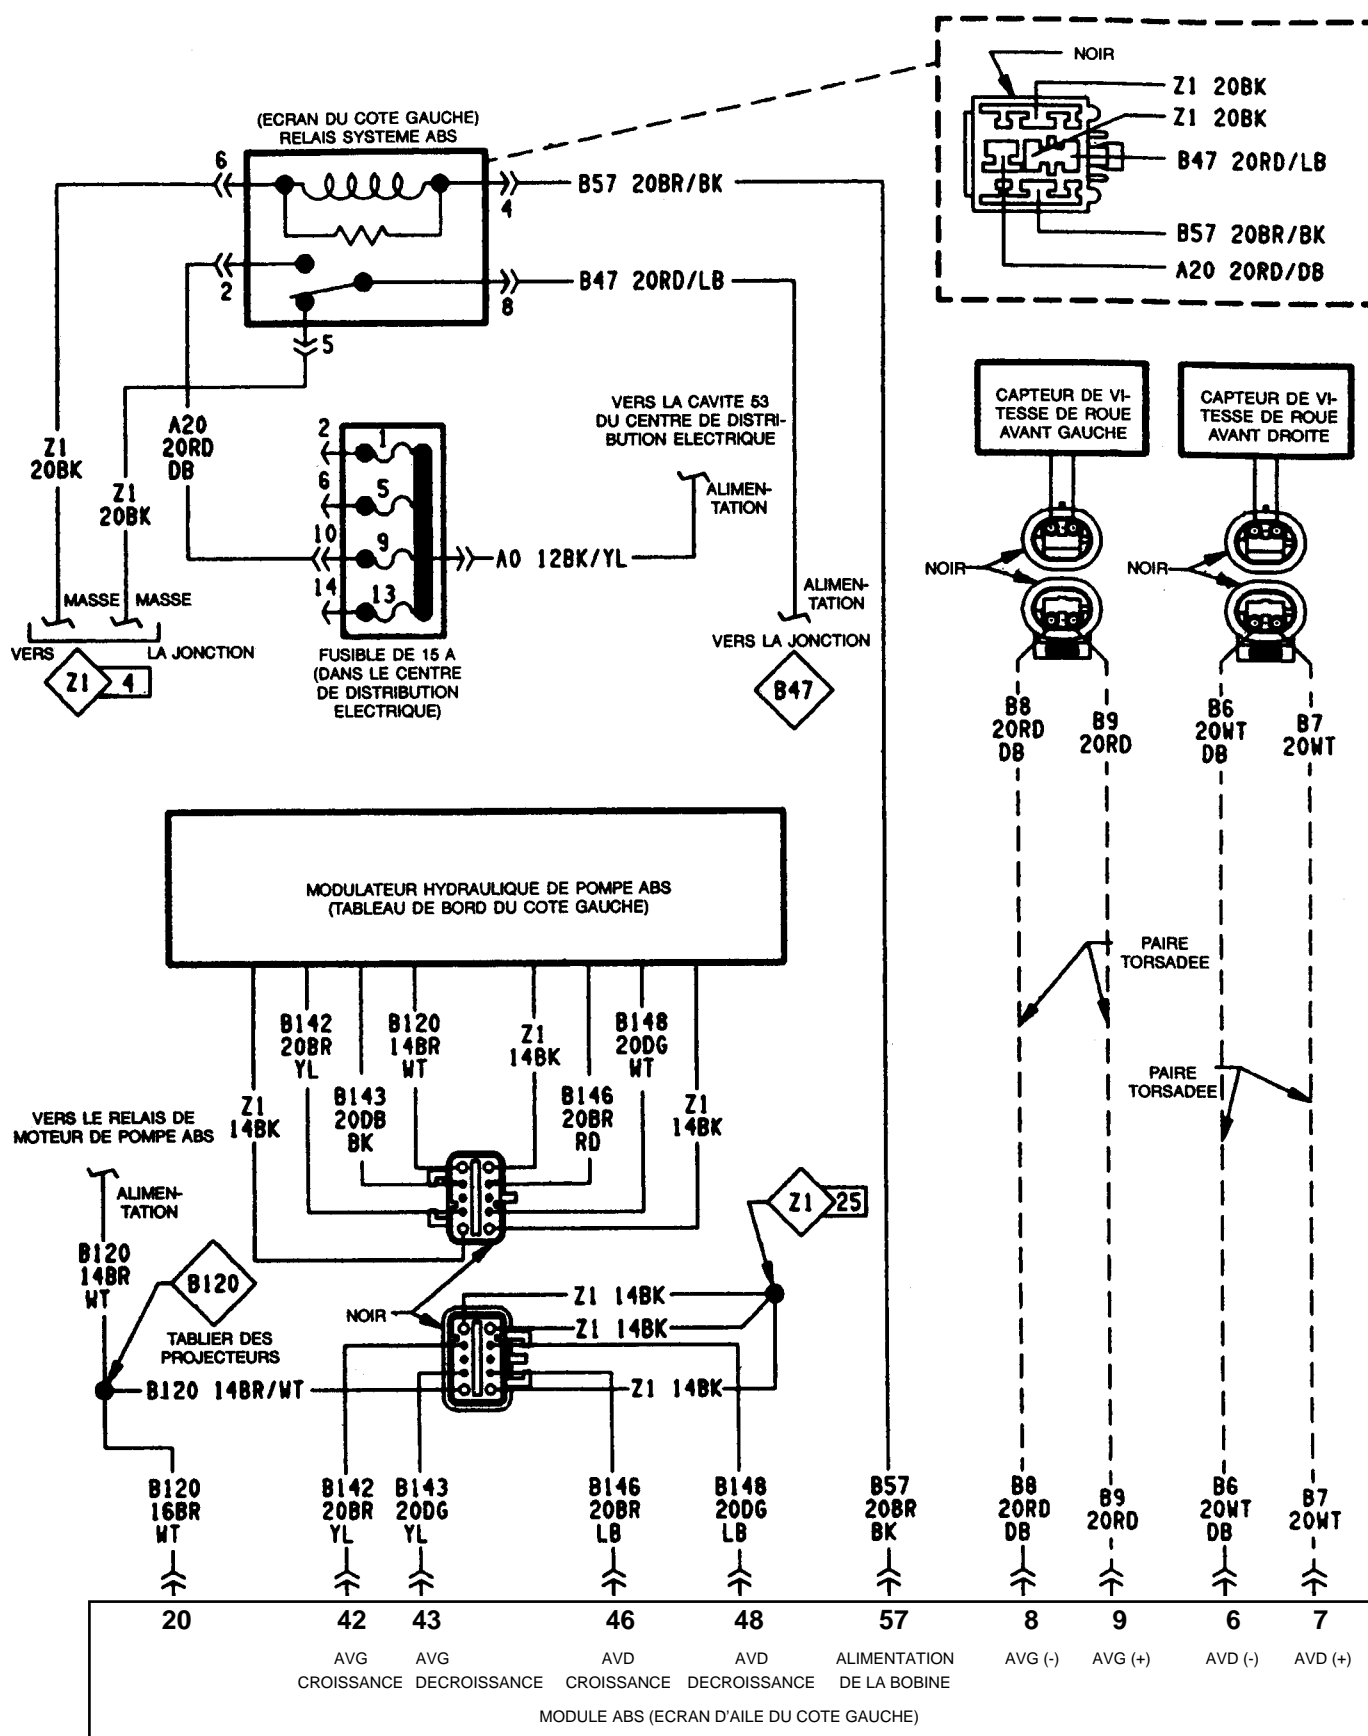 NOIR
Z1 20BK
Z1 20BK
B47 20RD/LB
B57 20BR/BK
A20 20RD/DB
(ECRAN DU COTE GAUCHE)
RELAIS SYSTEME ABS
6
4
B57 20BR/BK
2
8
B47 20RD/LB
5
Z1
20BK
Z1
20BK
A20
20RD
DB
MASSE
MASSE
VERS
LA JONCTION
Z1
4
2
1
6
5
10
9
14
13
A0 12BK/YL
FUSIBLE DE 15 A
(DANS LE CENTRE
DE DISTRIBUTION
ELECTRIQUE)
VERS LA CAVITE 53
DU CENTRE DE DISTRI-
BUTION ELECTRIQUE
ALIMEN-
TATION
ALIMEN-
TATION
VERS LA JONCTION
B47
CAPTEUR DE VI-
TESSE DE ROUE
AVANT GAUCHE
CAPTEUR DE VI-
TESSE DE ROUE
AVANT DROITE
NOIR
NOIR
B8
20RD
DB
B9
20RD
B6
20WT
DB
B7
20WT
PAIRE
TORSADEE
PAIRE
TORSADEE
MODULATEUR HYDRAULIQUE DE POMPE ABS
(TABLEAU DE BORD DU COTE GAUCHE)
Z1
14BK
B142
20BR
YL
B143
20DB
BK
B120
14BR
WT
Z1
14BK
B146
20BR
RD
B148
20DG
WT
Z1
14BK
VERS LE RELAIS DE
MOTEUR DE POMPE ABS
ALIMEN-
TATION
B120
14BR
WT
B120
TABLIER DES
PROJECTEURS
NOIR
Z1
25
Z1 14BK
Z1 14BK
B120 14BR/WT
Z1 14BK
B120
16BR
WT
B142
20BR
YL
B143
20DG
YL
B146
20BR
LB
B148
20DG
LB
B57
20BR
BK
B8
20RD
DB
B9
20RD
B6
20WT
DB
B7
20WT
20
42
43
46
48
57
8
9
6
7
AVG
CROISSANCE
AVG
DECROISSANCE
AVD
CROISSANCE
AVD
DECROISSANCE
ALIMENTATION
DE LA BOBINE
AVG (-)
AVG (+)
AVD (-)
AVD (+)
MODULE ABS (ECRAN D'AILE DU COTE GAUCHE)